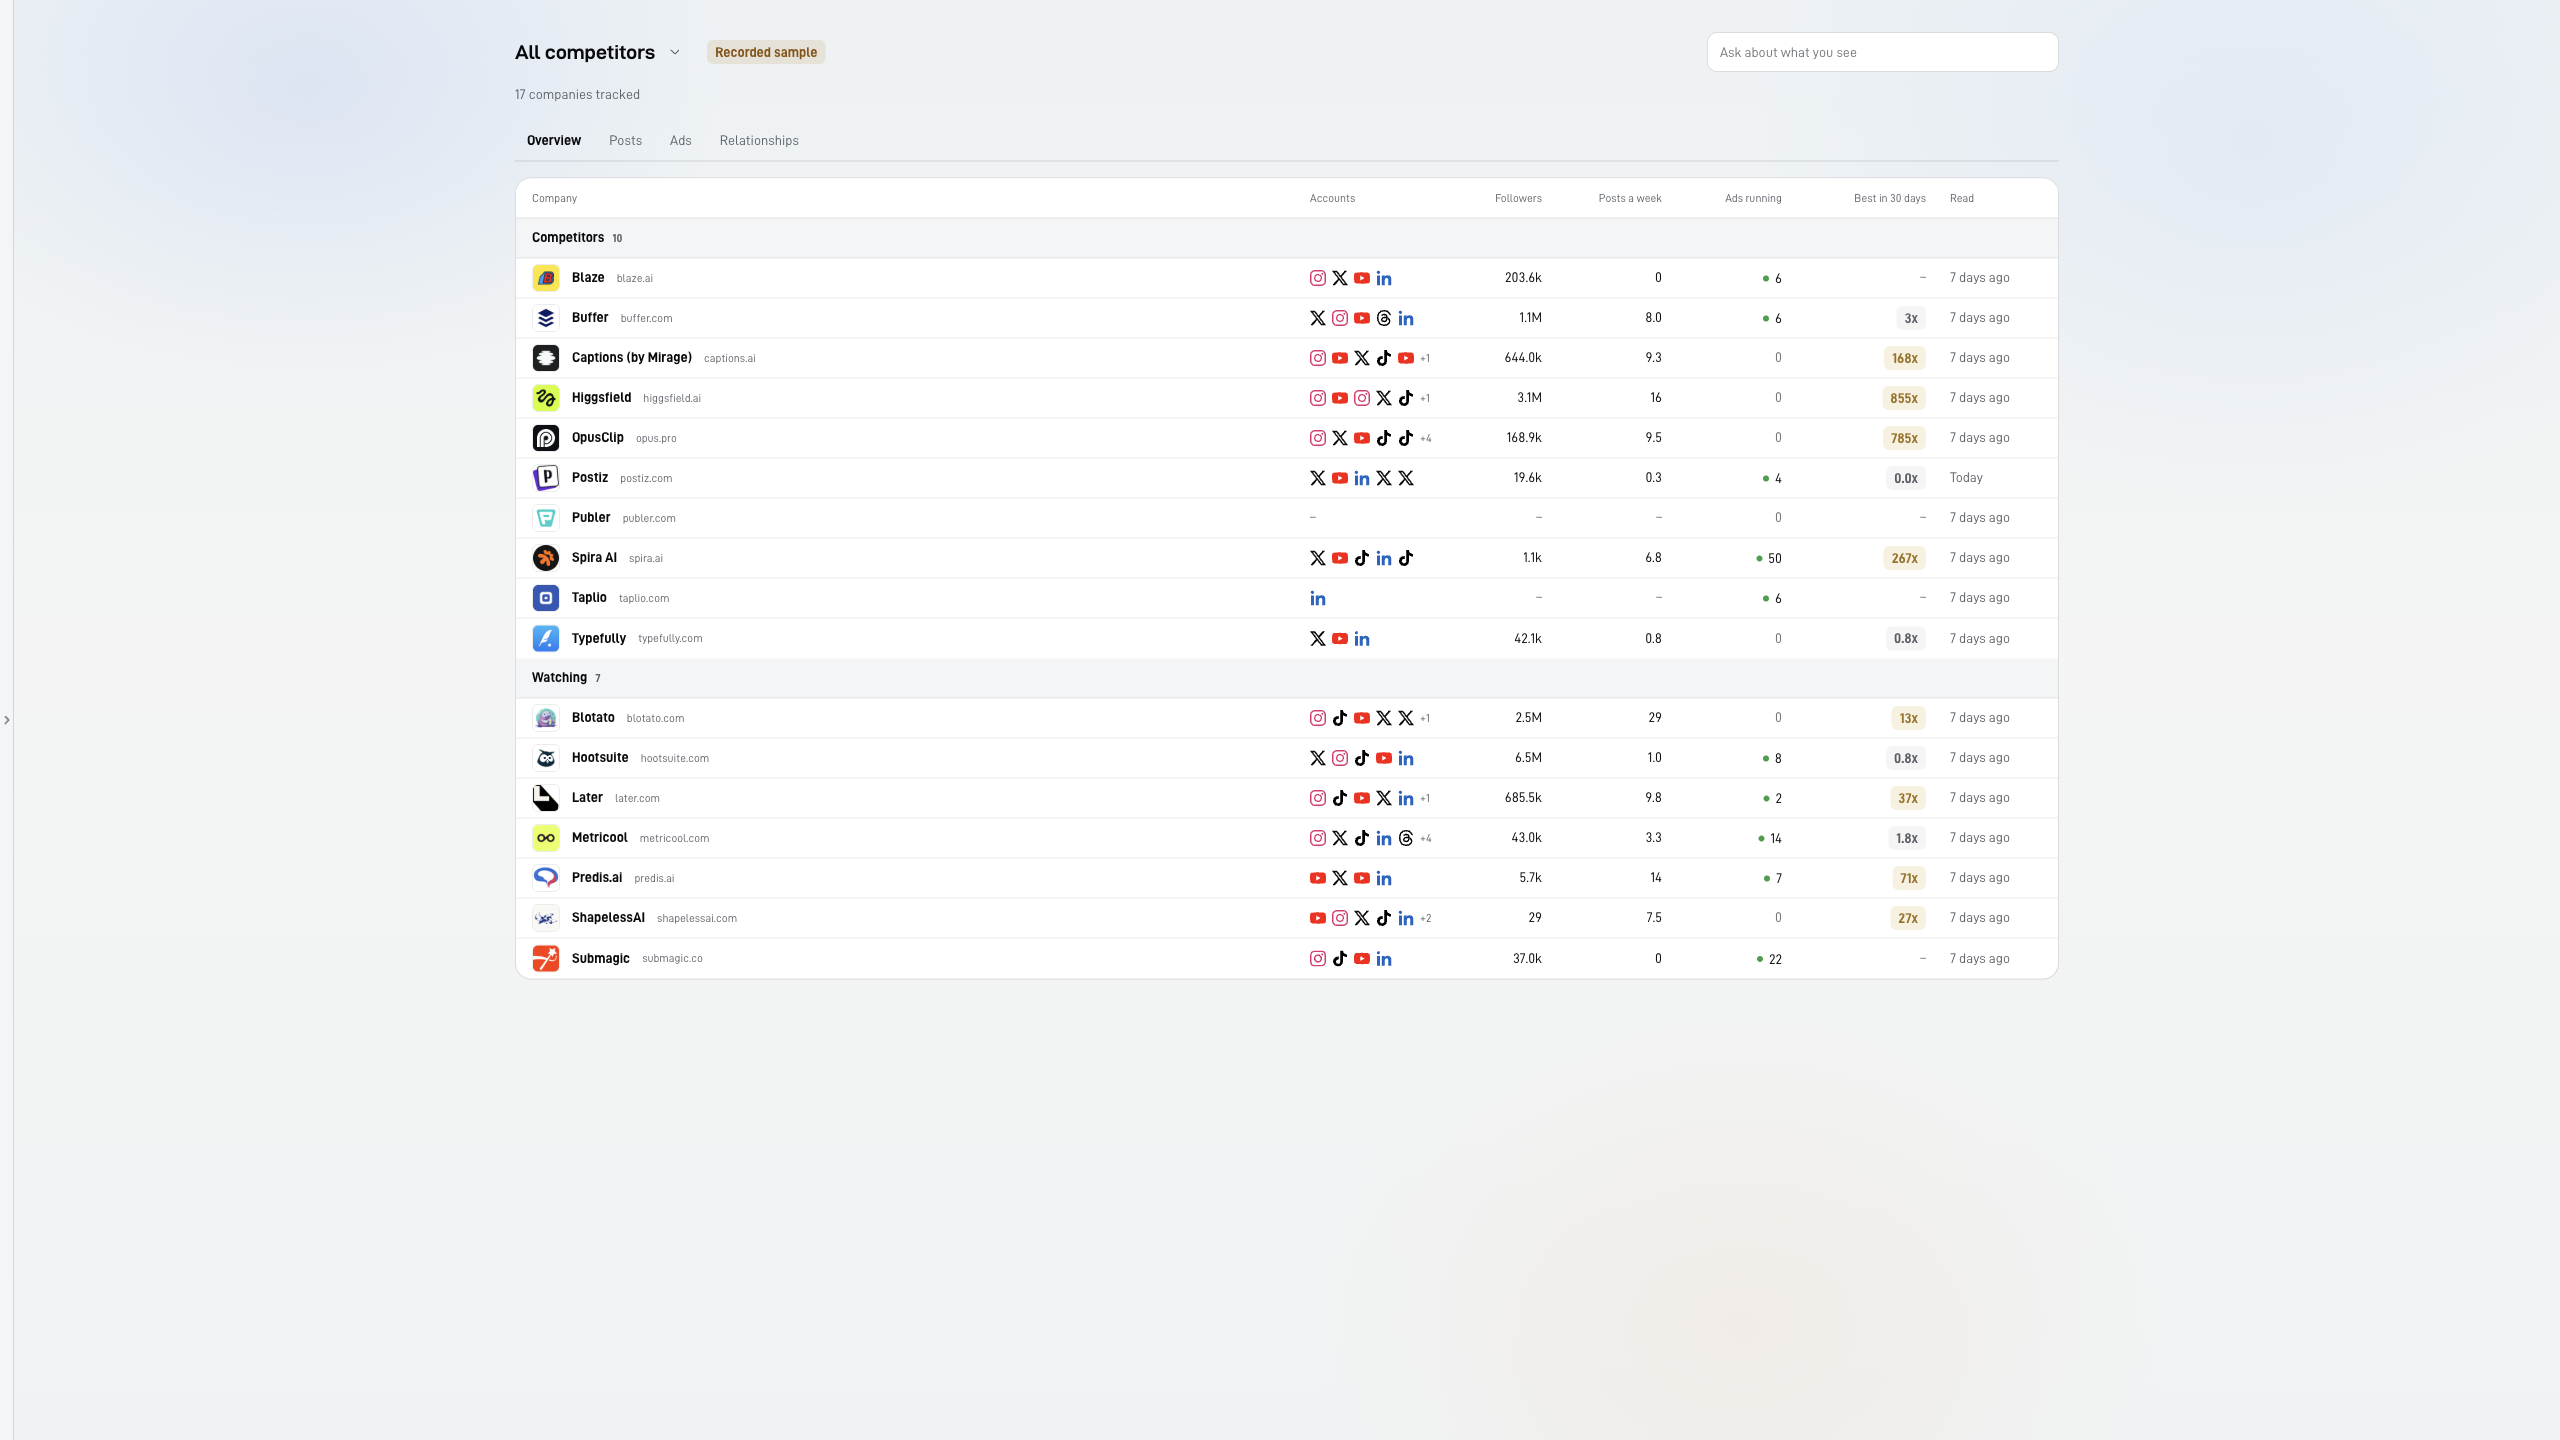 All competitors Recorded sample Ask about what you see
17 companies tracked
Overview Posts Ads Relationships
Company Accounts Followers Posts a week Ads running Best in 30 days Read
Competitors 10
Blaze blaze.ai 203.6k 0 6 – 7 days ago
Buffer buffer.com 1.1M 8.0 6 3x 7 days ago
Captions (by Mirage) captions.ai +1 644.0k 9.3 0 168x 7 days ago
Higgsfield higgsfield.ai +1 3.1M 16 0 855x 7 days ago
OpusClip opus.pro +4 168.9k 9.5 0 785x 7 days ago
Postiz postiz.com 19.6k 0.3 4 0.0x Today
Publer publer.com – – – 0 – 7 days ago
Spira AI spira.ai 1.1k 6.8 50 267x 7 days ago
Taplio taplio.com – – 6 – 7 days ago
Typefully typefully.com 42.1k 0.8 0 0.8x 7 days ago
Watching 7
Blotato blotato.com +1 2.5M 29 0 13x 7 days ago
Hootsuite hootsuite.com 6.5M 1.0 8 0.8x 7 days ago
Later later.com +1 685.5k 9.8 2 37x 7 days ago
Metricool metricool.com +4 43.0k 3.3 14 1.8x 7 days ago
Predis.ai predis.ai 5.7k 14 7 71x 7 days ago
ShapelessAI shapelessai.com +2 29 7.5 0 27x 7 days ago
Submagic submagic.co 37.0k 0 22 – 7 days ago